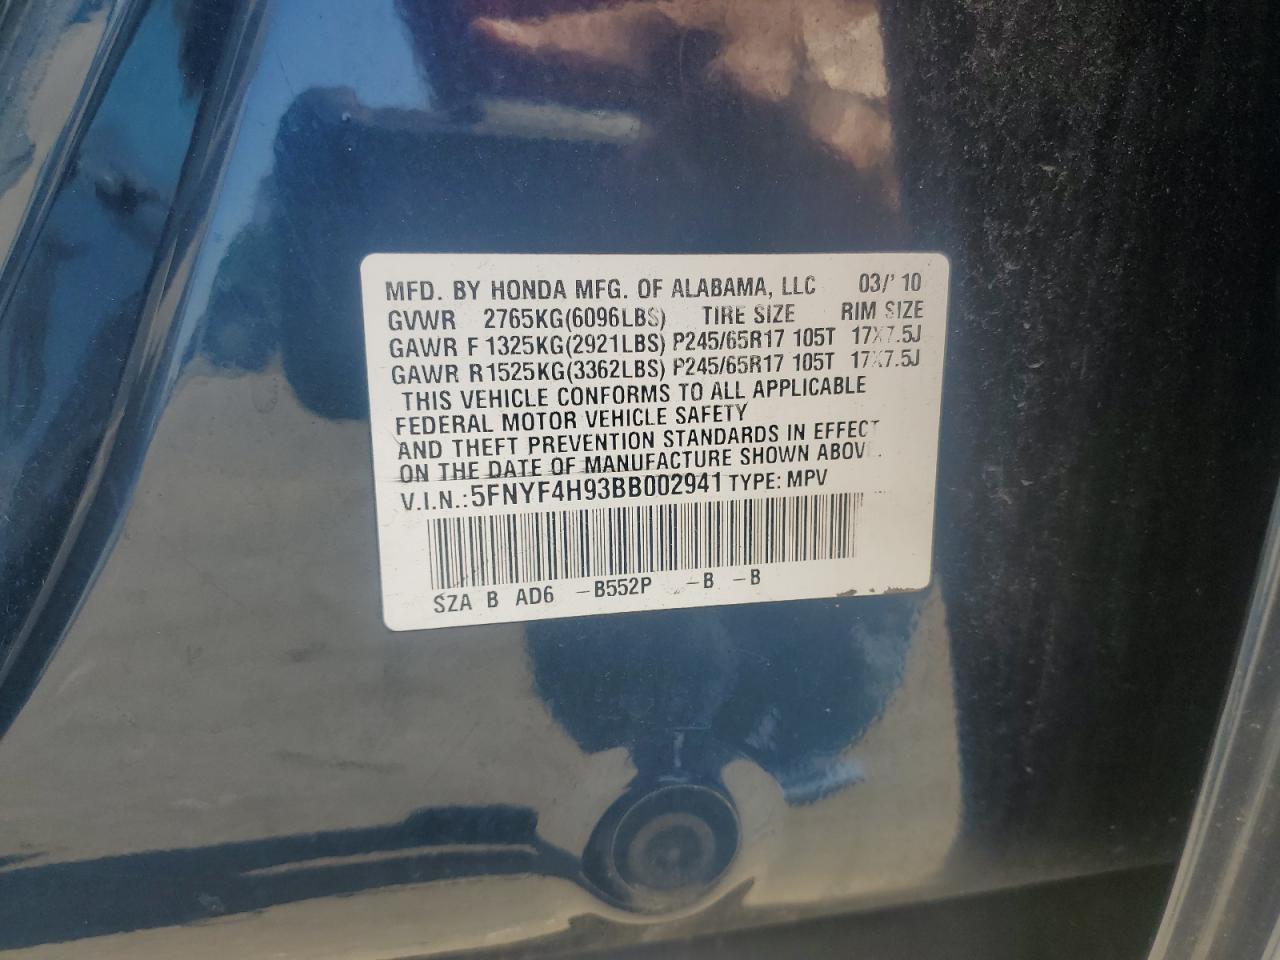 MFD. BY HONDA MFG. OF ALABAMA, LLC 03/' 10
GVWR 2765KG(6096LBS) TIRE SIZE RIM SIZE
GAWR F 1325KG(2921LBS) P245/65R17 105T 17X7.5J
GAWR R1525KG(3362LBS) P245/65R17 105T 17X7.5J
THIS VEHICLE CONFORMS TO ALL APPLICABLE
FEDERAL MOTOR VEHICLE SAFETY
AND THEFT PREVENTION STANDARDS IN EFFECT
ON THE DATE OF MANUFACTURE SHOWN ABOVE.
V.I.N.:5FNYF4H93BB002941 TYPE: MPV
SZA B AD6 -B552P -B -B